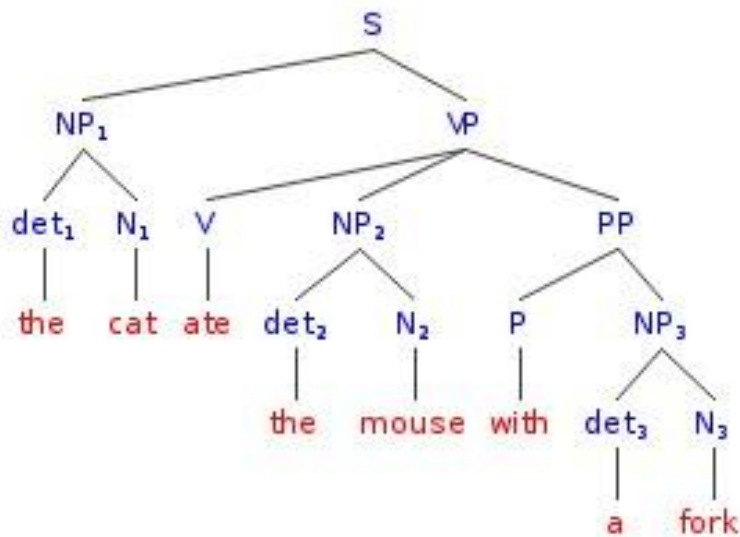 S
NP₁ VP
det₁ N₁ V NP₂ PP
the cat ate det₂ N₂ P NP₃
the mouse with det₃ N₃
a fork